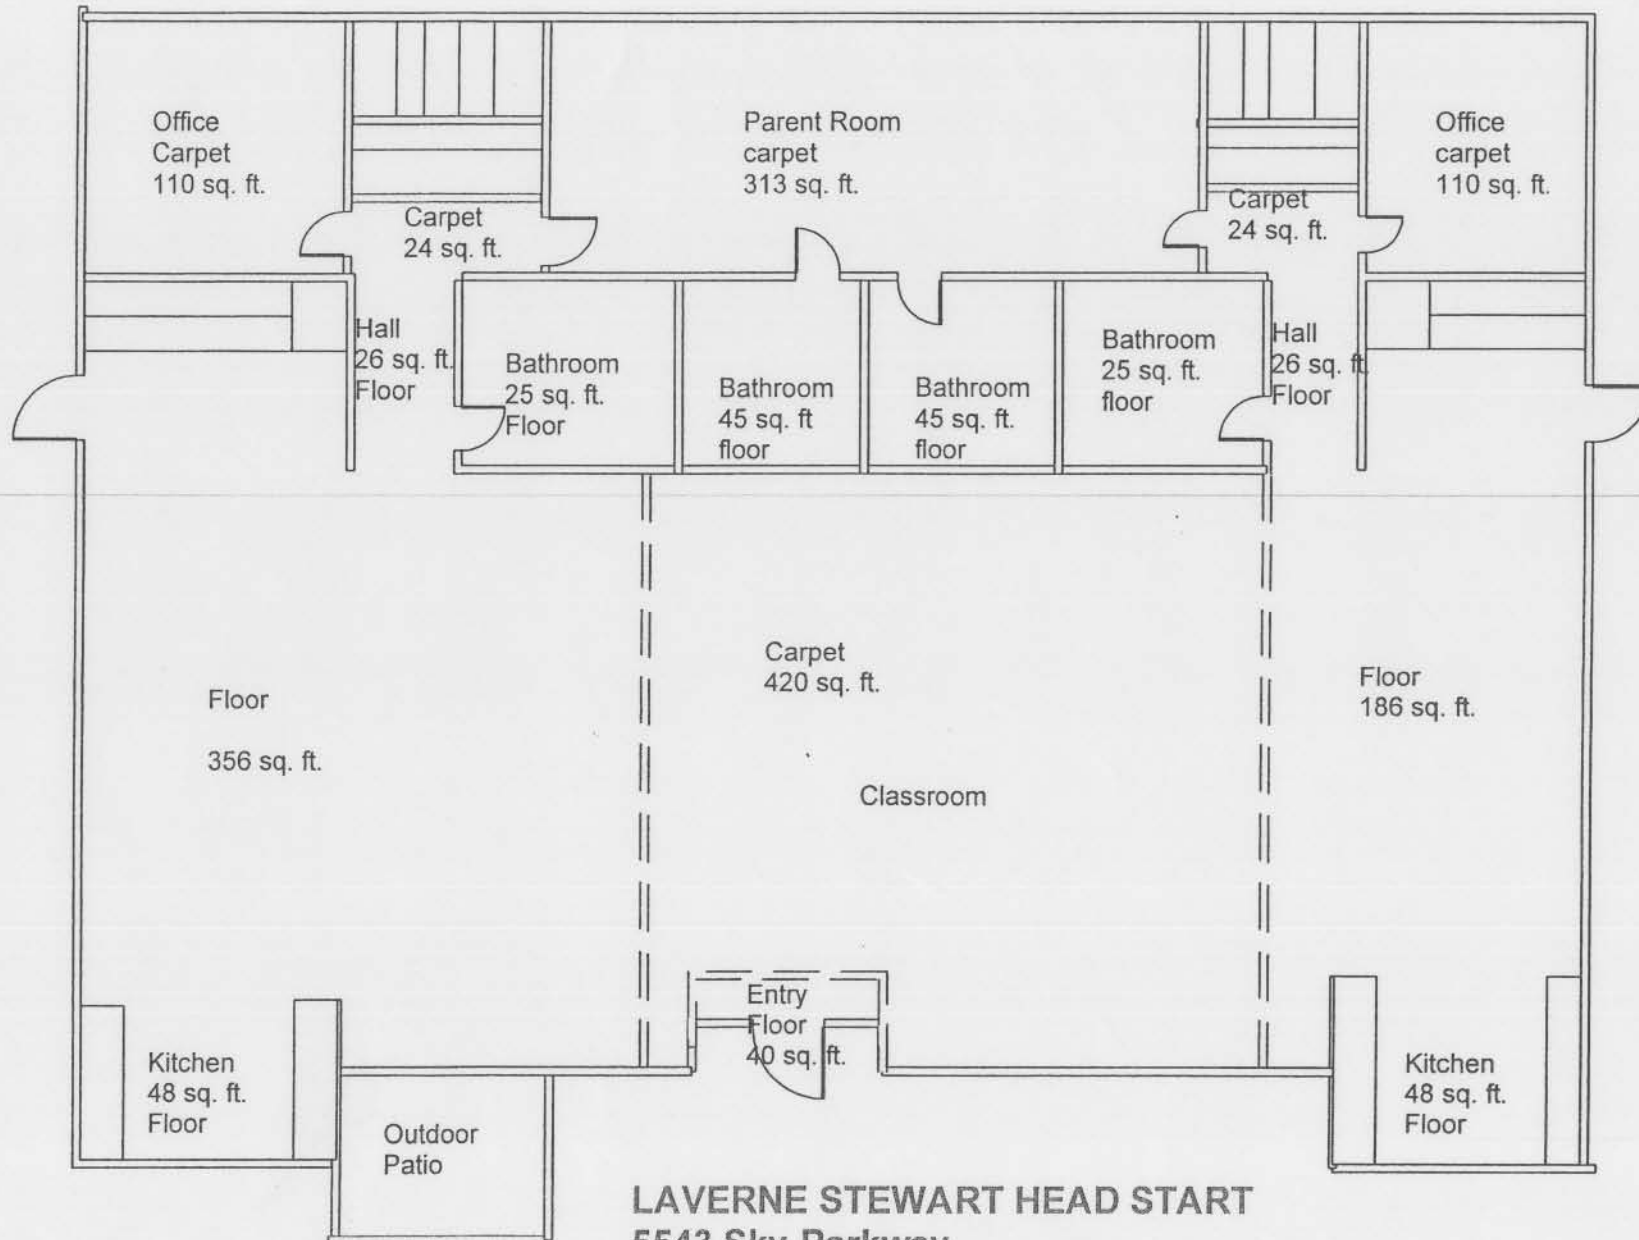 Office
Carpet
110 sq. ft.
Parent Room
carpet
313 sq. ft.
Office
carpet
110 sq. ft.
Carpet
24 sq. ft.
Carpet
24 sq. ft.
Hall
26 sq. ft.
Floor
Bathroom
25 sq. ft.
Floor
Bathroom
45 sq. ft
floor
Bathroom
45 sq. ft.
floor
Bathroom
25 sq. ft.
floor
Hall
26 sq. ft
Floor
Floor
356 sq. ft.
Carpet
420 sq. ft.
Classroom
Floor
186 sq. ft.
Entry
Floor
40 sq. ft.
Kitchen
48 sq. ft.
Floor
Outdoor
Patio
Kitchen
48 sq. ft.
Floor
LAVERNE STEWART HEAD START
5543 Sky Parkway